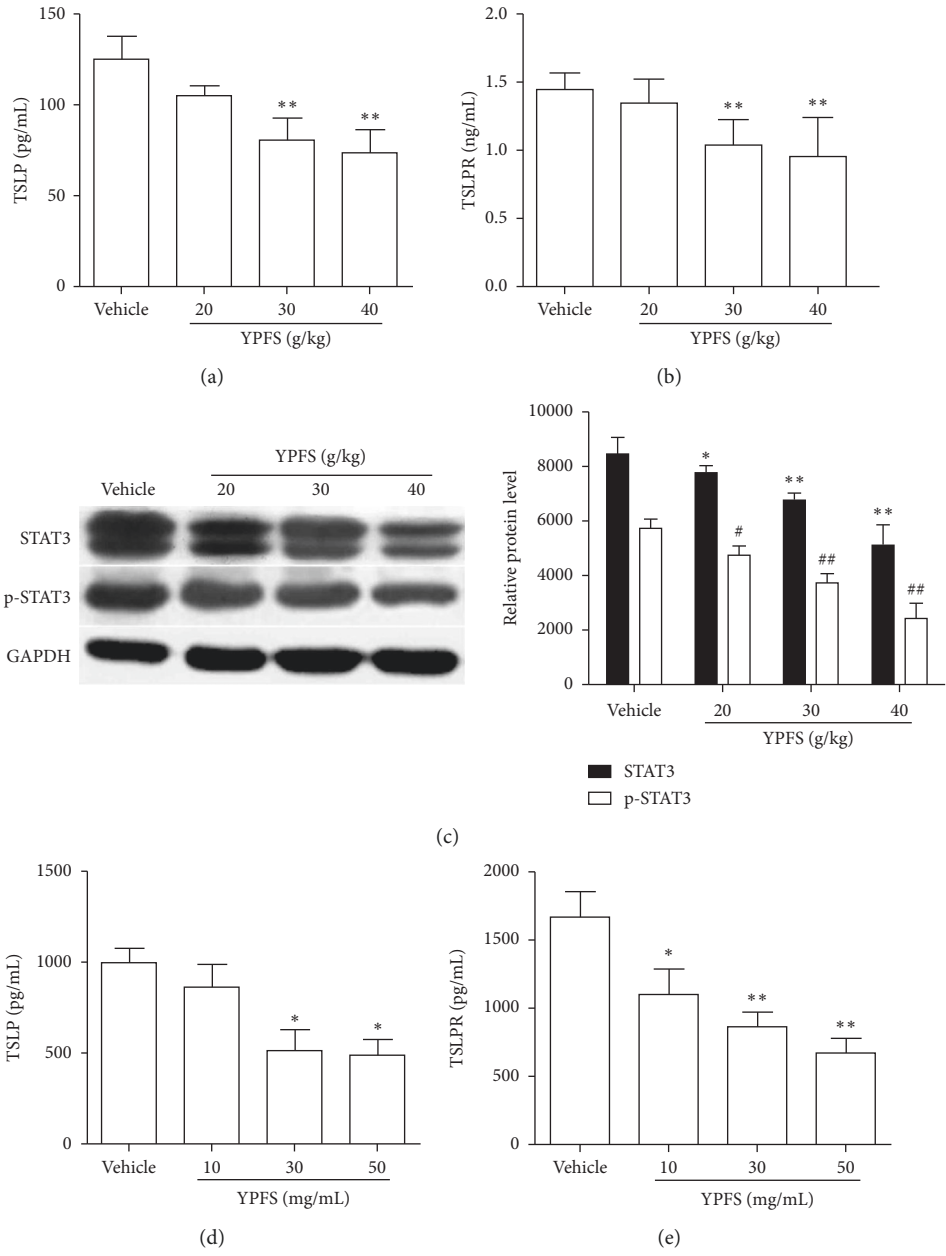 150
100
50
0
TSLP (pg/mL)
** **
Vehicle 20 30 40
YPFS (g/kg)
(a)
2.0
1.5
1.0
0.5
0.0
TSLPR (ng/mL)
** **
Vehicle 20 30 40
YPFS (g/kg)
(b)
YPFS (g/kg)
Vehicle 20 30 40
STAT3
p-STAT3
GAPDH
10000
8000
6000
4000
2000
0
Relative protein level
* ** **
# ## ##
Vehicle 20 30 40
YPFS (g/kg)
STAT3
p-STAT3
(c)
1500
1000
500
0
TSLP (pg/mL)
* *
Vehicle 10 30 50
YPFS (mg/mL)
(d)
2000
1500
1000
500
0
TSLPR (pg/mL)
* ** **
Vehicle 10 30 50
YPFS (mg/mL)
(e)